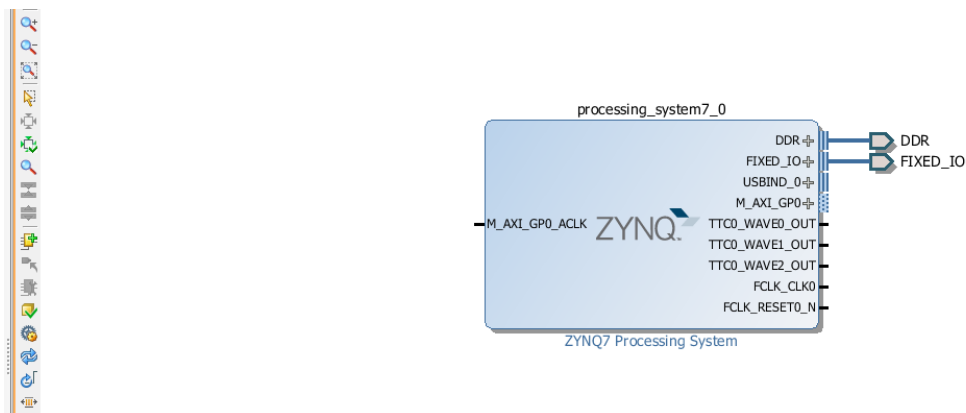 processing_system7_0
DDR
FIXED_IO
USBIND_0
M_AXI_GP0
M_AXI_GP0_ACLK
ZYNQ.
TTC0_WAVE0_OUT
TTC0_WAVE1_OUT
TTC0_WAVE2_OUT
FCLK_CLK0
FCLK_RESET0_N
DDR
FIXED_IO
ZYNQ7 Processing System